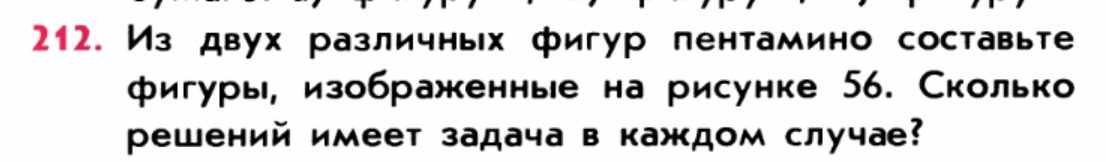 212. Из двух различных фигур пентамино составьте
фигуры, изображенные на рисунке 56. Сколько
решений имеет задача в каждом случае?